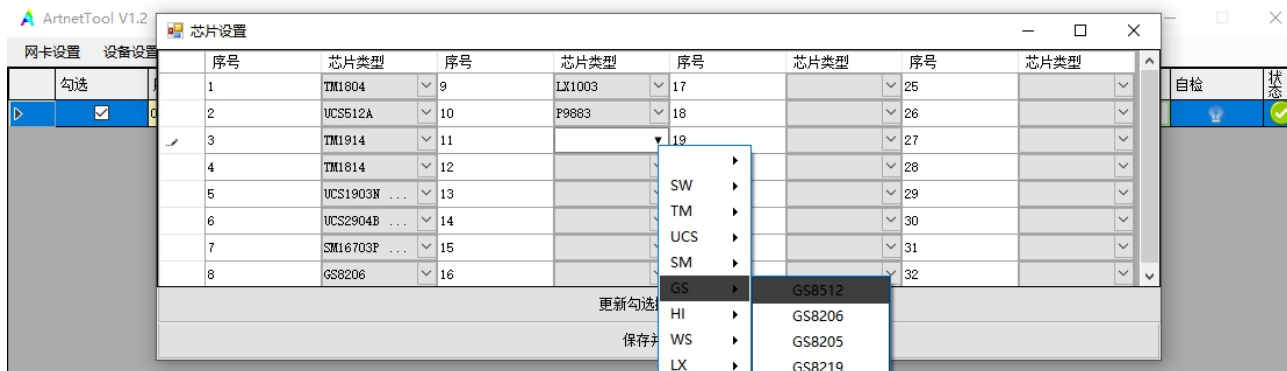 ArtnetTool V1.2
芯片设置
网卡设置 设备设置
序号 芯片类型 序号 芯片类型 序号 芯片类型 序号 芯片类型
勾选 自检 状态
1 TM1804 9 LX1003 17 25
2 UCS512A 10 P9883 18 26
3 TM1914 11 19 27
4 TM1814 12 28
5 UCS1903N ... 13 29
6 UCS2904B ... 14 30
7 SM16703P ... 15 31
8 GS8206 16 32
SW
TM
UCS
SM
GS
HI
WS
LX
GS8512
GS8206
GS8205
GS8219
更新勾选
保存并